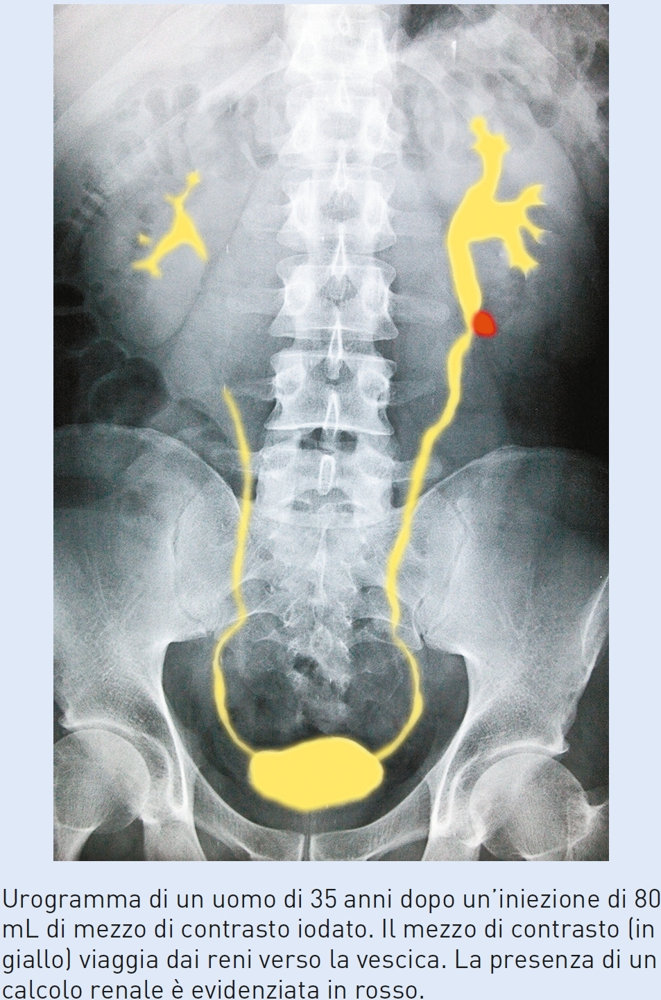 Urogramma di un uomo di 35 anni dopo un’iniezione di 80
mL di mezzo di contrasto iodato. Il mezzo di contrasto (in
giallo) viaggia dai reni verso la vescica. La presenza di un
calcolo renale è evidenziata in rosso.